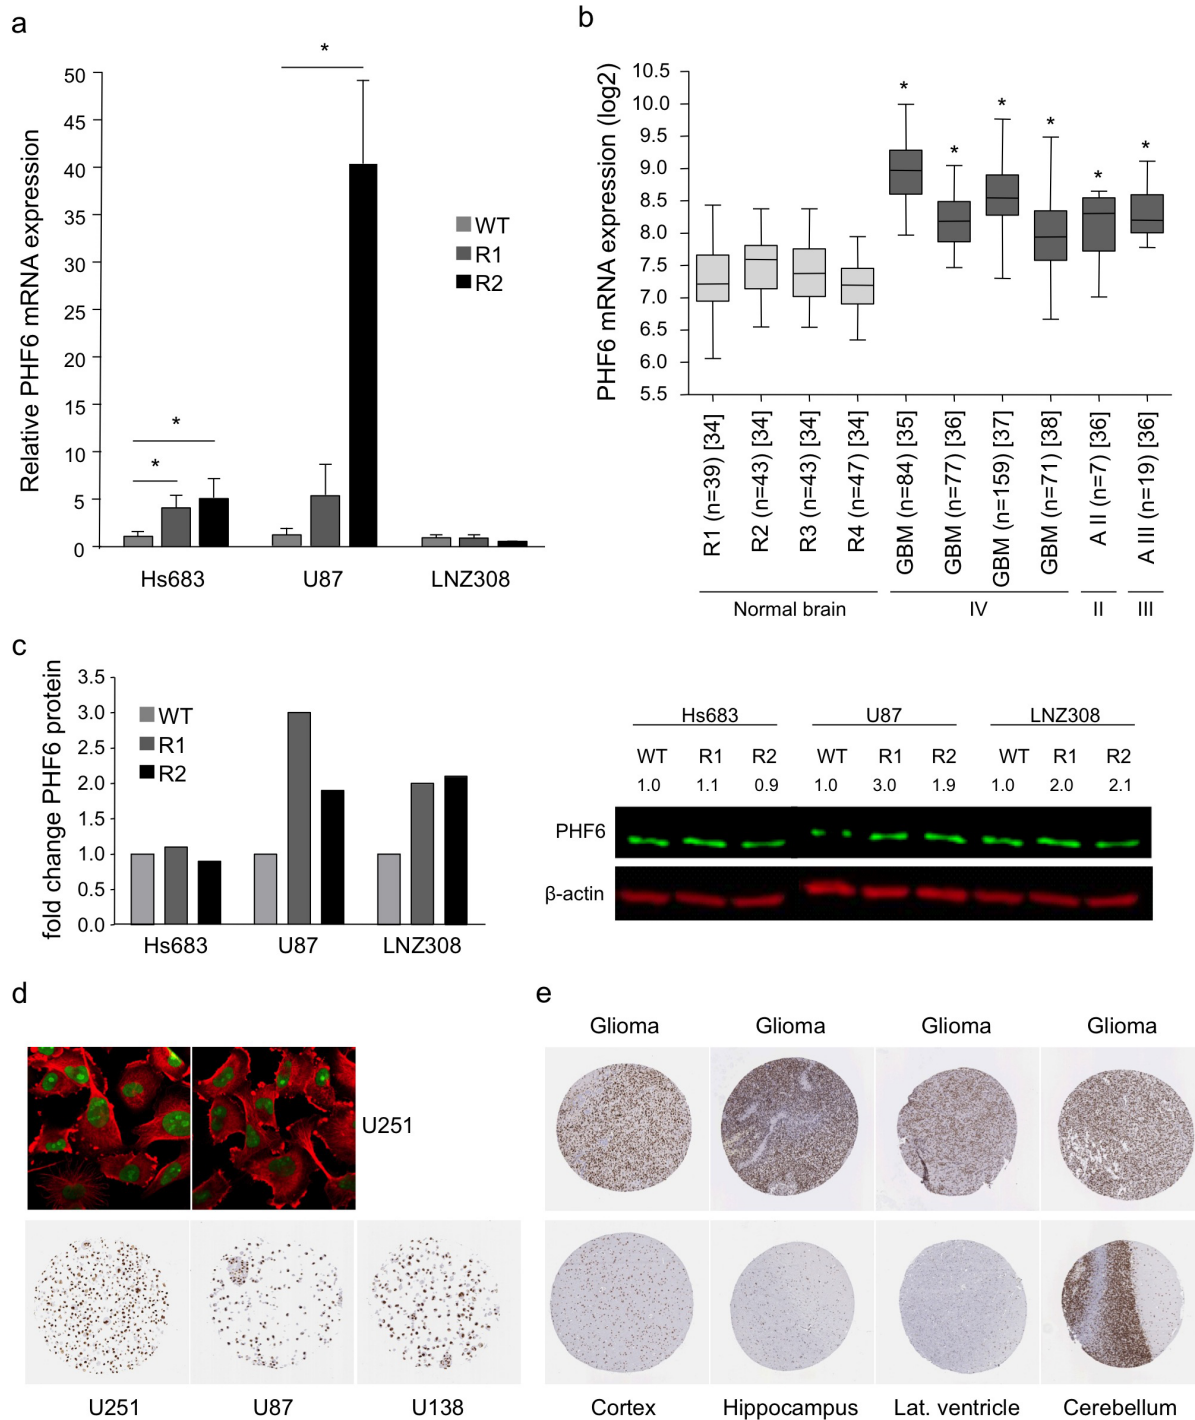 a
Relative PHF6 mRNA expression
50
45
40
35
30
25
20
15
10
5
0
*
*
*
WT
R1
R2
Hs683 U87 LNZ308
b
PHF6 mRNA expression (log2)
10.5
10.0
9.5
9.0
8.5
8.0
7.5
7.0
6.5
6.0
5.5
* * * * * *
R1 (n=39) [34]
R2 (n=43) [34]
R3 (n=43) [34]
R4 (n=47) [34]
GBM (n=84) [35]
GBM (n=77) [36]
GBM (n=159) [37]
GBM (n=71) [38]
A II (n=7) [36]
A III (n=19) [36]
Normal brain IV II III
c
fold change PHF6 protein
3.5
3.0
2.5
2.0
1.5
1.0
0.5
0.0
WT
R1
R2
Hs683 U87 LNZ308
Hs683 U87 LNZ308
WT R1 R2 WT R1 R2 WT R1 R2
1.0 1.1 0.9 1.0 3.0 1.9 1.0 2.0 2.1
PHF6
β-actin
d
U251
U251 U87 U138
e
Glioma Glioma Glioma Glioma
Cortex Hippocampus Lat. ventricle Cerebellum